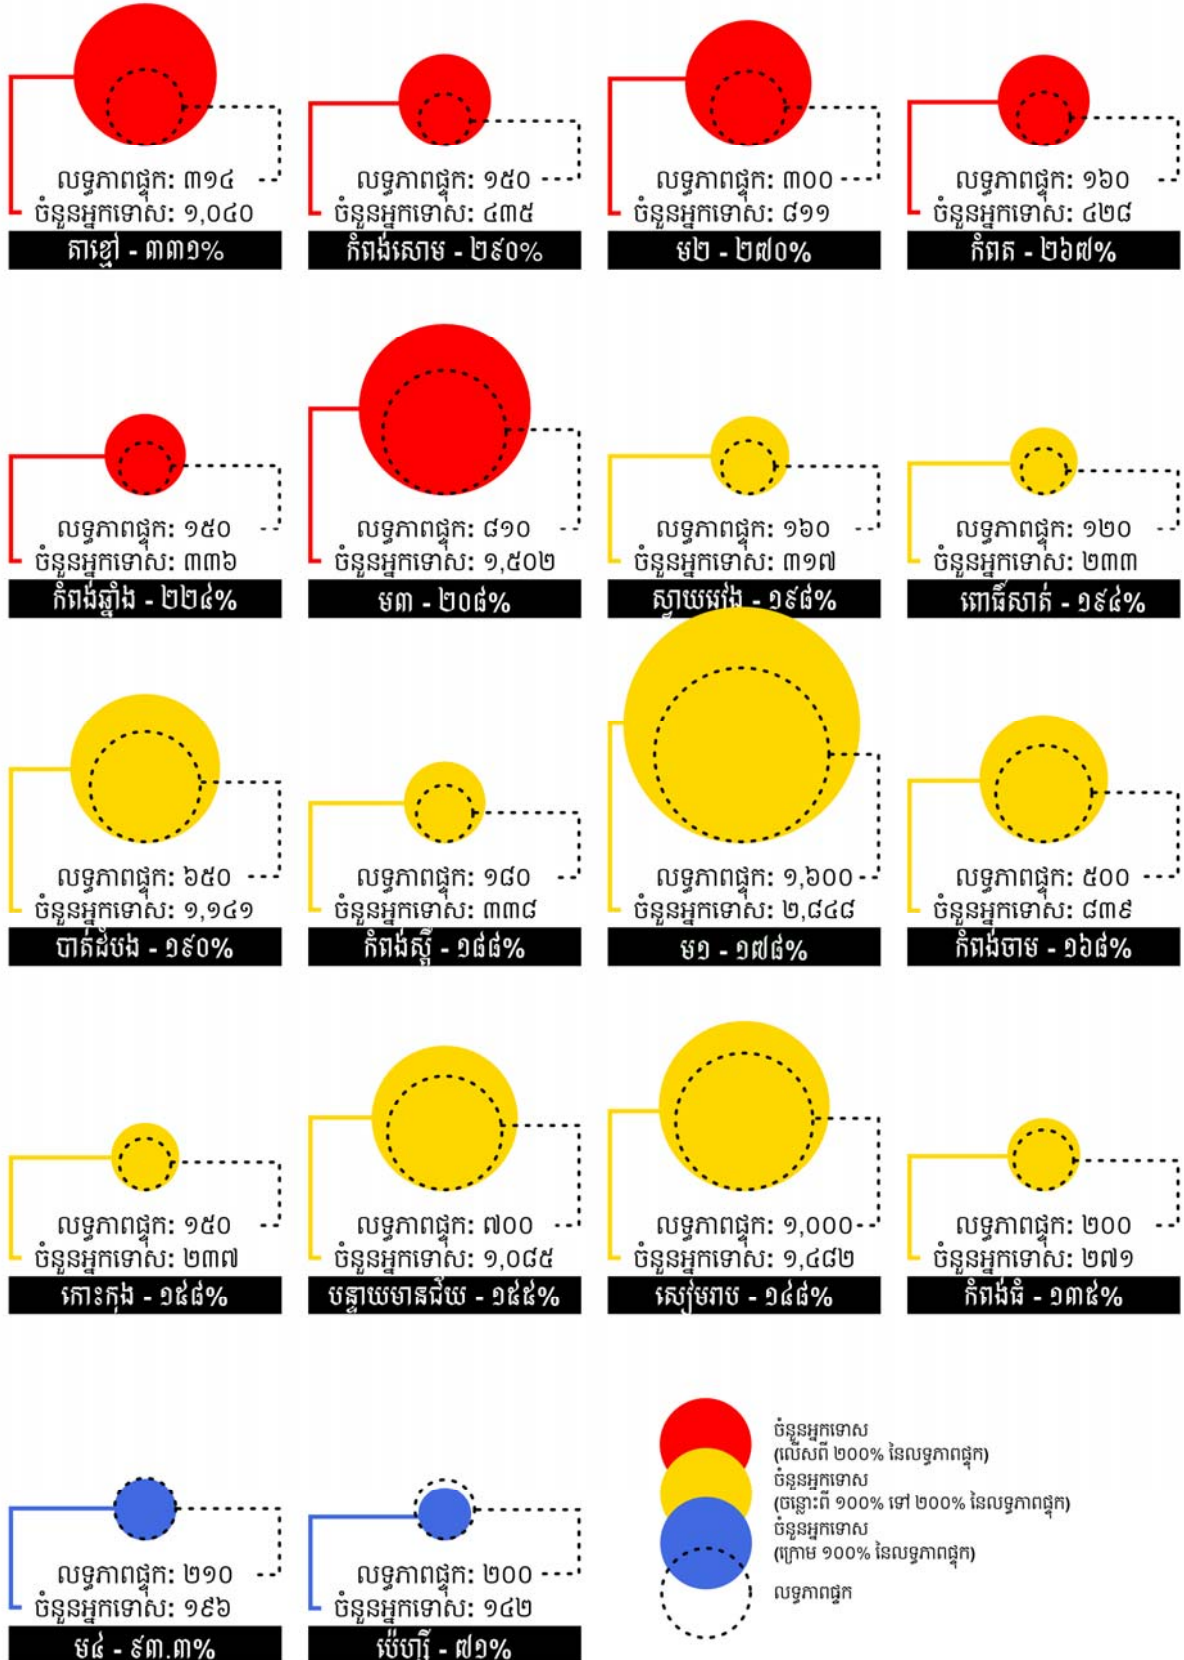 លទ្ធភាពផ្ទុក: ៣១៤
ចំនួនអ្នកទោស: ១,០៤០
តាខ្មៅ - ៣៣១%
លទ្ធភាពផ្ទុក: ១៥០
ចំនួនអ្នកទោស: ៤៣៥
កំពង់សោម - ២៩០%
លទ្ធភាពផ្ទុក: ៣០០
ចំនួនអ្នកទោស: ៨១១
ម២ - ២៧០%
លទ្ធភាពផ្ទុក: ១៦០
ចំនួនអ្នកទោស: ៤២៨
កំពត - ២៦៧%
លទ្ធភាពផ្ទុក: ១៥០
ចំនួនអ្នកទោស: ៣៣៦
កំពង់ឆ្នាំង - ២២៤%
លទ្ធភាពផ្ទុក: ៨១០
ចំនួនអ្នកទោស: ១,៥០២
ម៣ - ២០៨%
លទ្ធភាពផ្ទុក: ១៦០
ចំនួនអ្នកទោស: ៣១៧
ស្វាយរៀង - ១៩៨%
លទ្ធភាពផ្ទុក: ១២០
ចំនួនអ្នកទោស: ២៣៣
ពោធិ៍សាត់ - ១៩៤%
លទ្ធភាពផ្ទុក: ៦៥០
ចំនួនអ្នកទោស: ១,១៤១
បាត់ដំបង - ១៩០%
លទ្ធភាពផ្ទុក: ១៨០
ចំនួនអ្នកទោស: ៣៣៨
កំពង់ស្ពឺ - ១៨៨%
លទ្ធភាពផ្ទុក: ១,៦០០
ចំនួនអ្នកទោស: ២,៨៤៨
ម១ - ១៧៨%
លទ្ធភាពផ្ទុក: ៥០០
ចំនួនអ្នកទោស: ៨៣៩
កំពង់ចាម - ១៦៨%
លទ្ធភាពផ្ទុក: ១៥០
ចំនួនអ្នកទោស: ២៣៧
កោះកុង - ១៥៨%
លទ្ធភាពផ្ទុក: ៧០០
ចំនួនអ្នកទោស: ១,០៨៥
បន្ទាយមានជ័យ - ១៥៥%
លទ្ធភាពផ្ទុក: ១,០០០
ចំនួនអ្នកទោស: ១,៤៨២
សៀមរាប - ១៤៨%
លទ្ធភាពផ្ទុក: ២០០
ចំនួនអ្នកទោស: ២៧១
កំពង់ធំ - ១៣៥%
លទ្ធភាពផ្ទុក: ២១០
ចំនួនអ្នកទោស: ១៩៦
ម៤ - ៩៣.៣%
លទ្ធភាពផ្ទុក: ២០០
ចំនួនអ្នកទោស: ១៤២
ប៉េហ្សិ៍ - ៧១%
ចំនួនអ្នកទោស
(លើសពី ២០០% នៃលទ្ធភាពផ្ទុក)
ចំនួនអ្នកទោស
(ចន្លោះពី ១០០% ទៅ ២០០% នៃលទ្ធភាពផ្ទុក)
ចំនួនអ្នកទោស
(ក្រោម ១០០% នៃលទ្ធភាពផ្ទុក)
លទ្ធភាពផ្ទុក